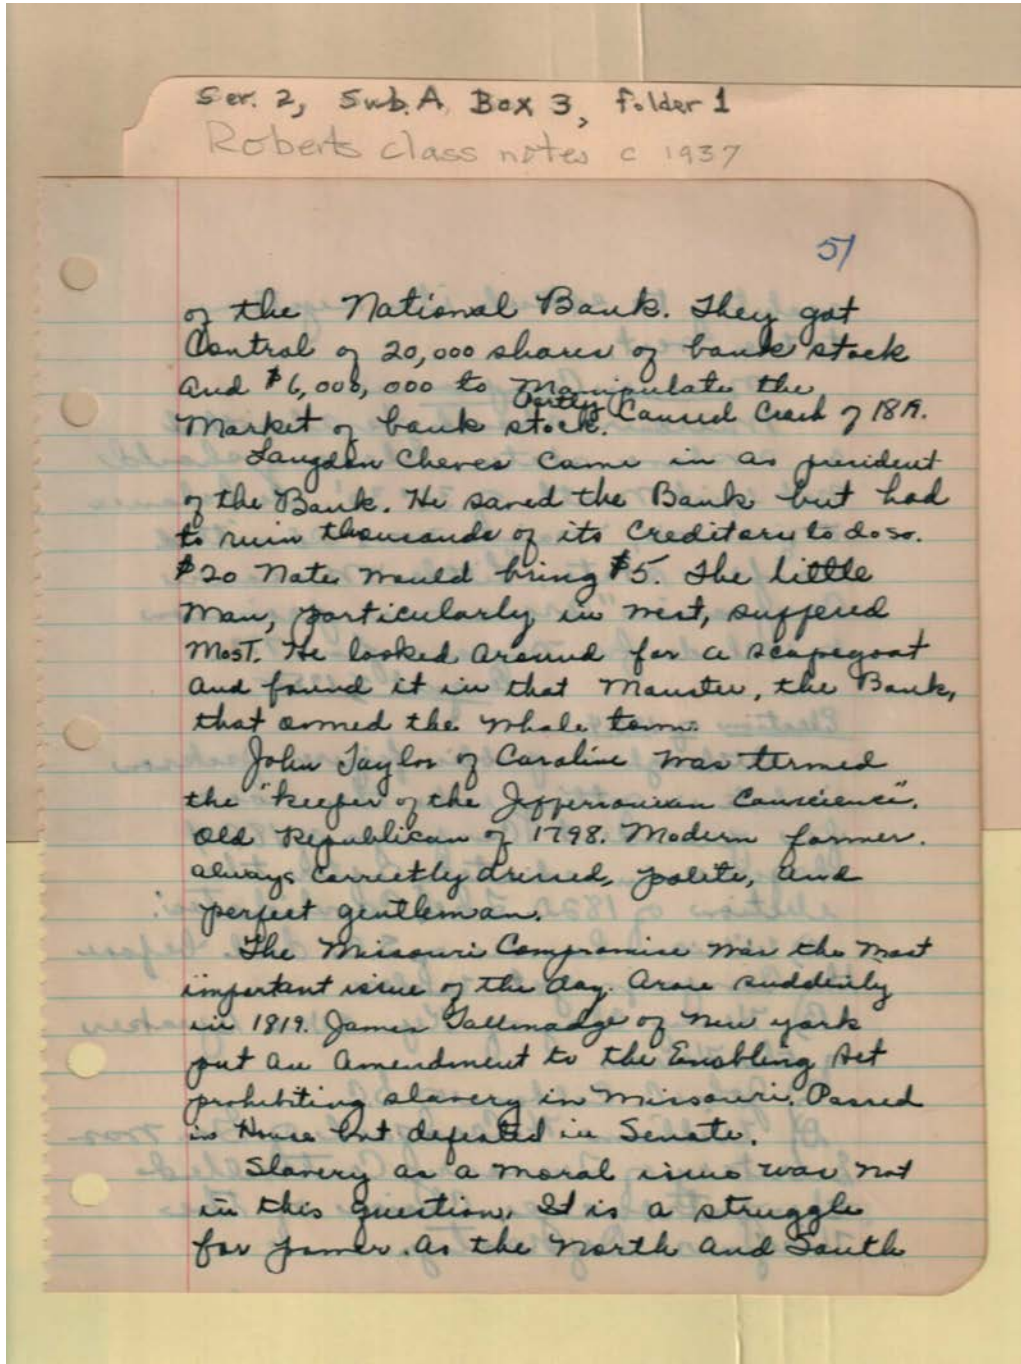 Ser. 2, Sub. A Box 3, Folder 1
Roberts class notes c 1937
51
of the National Bank. They got
Control of 20,000 shares of bank stock
and $6,000,000 to Manipulate the
Market of bank stock. Partly Caused Crash of 1819.
Langdon Cheves came in as president
of the Bank. He saved the Bank but had
to ruin thousands of its Creditors to do so.
$20 Note would bring $5. The little
Man, particularly in west, suffered
Most. He looked around for a scapegoat
and found it in that Monster, the Bank,
that owned the whole town.
John Taylor of Caroline was termed
the "keeper of the Jeffersonian Conscience".
Old Republican of 1798. Modern farmer.
always correctly dressed, polite, and
perfect gentleman.
The Missouri Compromise was the most
important issue of the day. Arose suddenly
in 1819. James Tallmadge of New York
put an amendment to the Enabling Act
prohibiting slavery in Missouri. Passed
in House but defeated in Senate.
Slavery as a moral issue was not
in this question. It is a struggle
for power. As the North and South